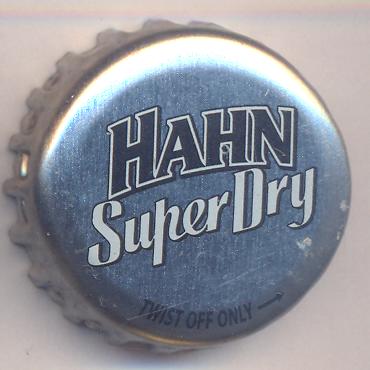 HAHN
Super Dry
TWIST OFF ONLY →